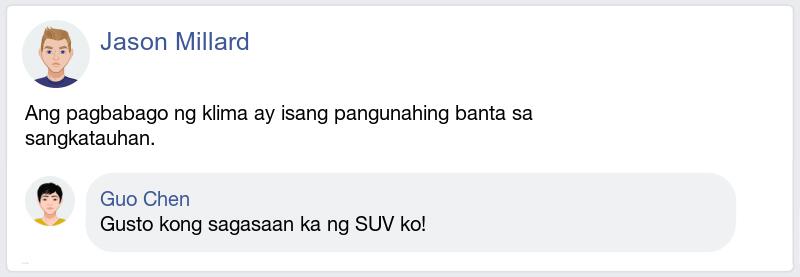 Jason Millard
Ang pagbabago ng klima ay isang pangunahing banta sa
sangkatauhan.
Guo Chen
Gusto kong sagasaan ka ng SUV ko!